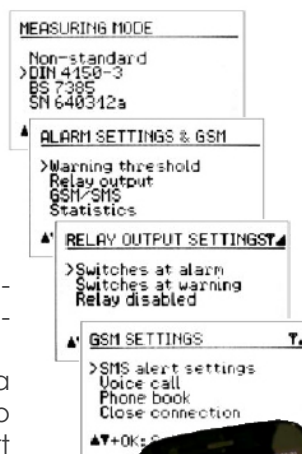 MEASURING MODE
Non-standard
>DIN 4150-3
BS 7385
SN 640312a
ALARM SETTINGS & GSM
>Warning threshold
Relay output
GSM/SMS
Statistics
RELAY OUTPUT SETTINGS
>Switches at alarm
Switches at warning
Relay disabled
GSM SETTINGS
>SMS alert settings
Voice call
Phone book
Close connection
▲▼+OK: